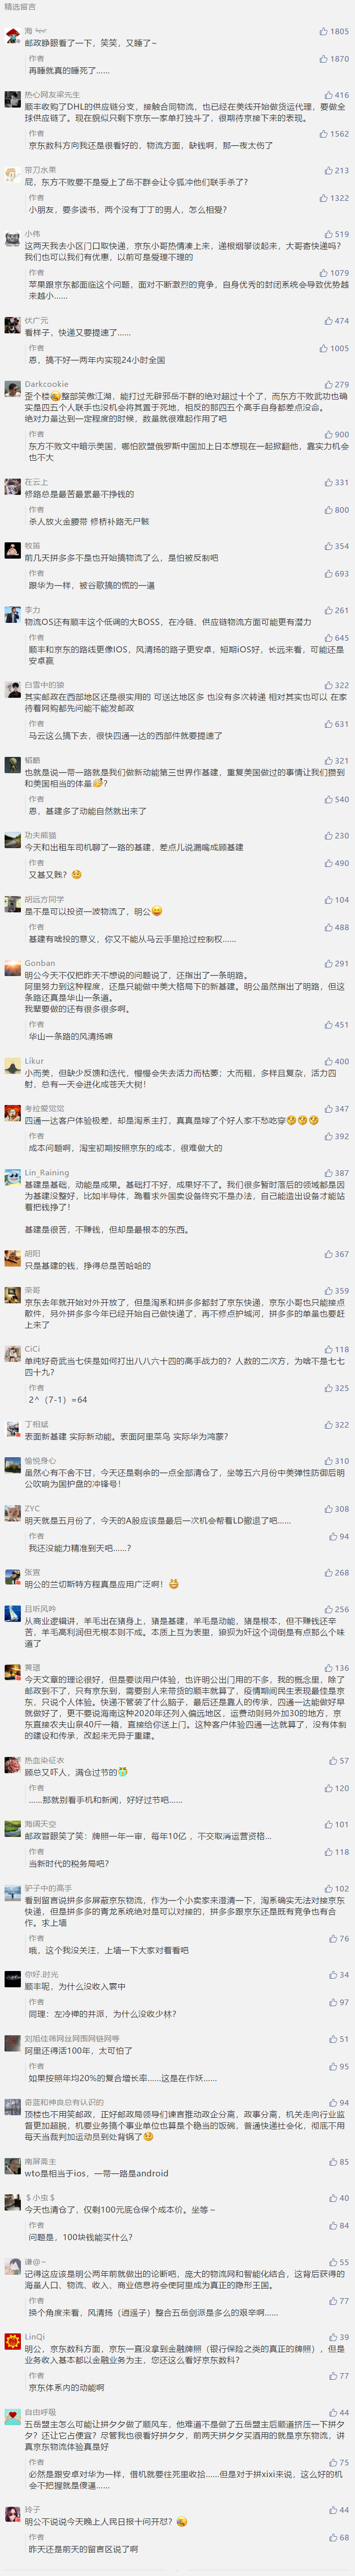 精选留言
海
1805
邮政睁眼看了一下，笑笑，又睡了~
作者
1870
再睡就真的睡死了……
热心网友梁先生
416
顺丰收购了DHL的供应链分支，接触合同物流，也已经在美线开始做货运代理，要做全
球供应链了。现在貌似只剩下京东一家单打独斗了，很期待京接下来的表现。
作者
1562
京东数科方向我还是很看好的，物流方面，缺钱啊，那一夜太伤了
带刀水果
213
屁，东方不败要不是爱上了岳不群会让令狐冲他们联手杀了？
作者
1322
小朋友，要多读书，两个没有丁丁的男人，怎么相爱？
小伟
519
这两天我去小区门口取快递，京东小哥热情凑上来，递根烟攀谈起来，大哥寄快递吗？
我们也可以我们有优惠，以前可是爱理不理的
作者
1079
苹果跟京东都面临这个问题，面对不断激烈的竞争，自身优秀的封闭系统会导致优势越
来越小……
伏广元
474
看样子，快递又要提速了……
作者
1005
恩，搞不好一两年内实现24小时全国
Darkcookie
279
歪个楼整部笑傲江湖，能打过无辟邪岳不群的绝对超过十个了，而东方不败武功也确
实是四五个人联手也没机会将其置于死地，相反的那四五个高手自身都差点没命。
绝对力量达到一定程度的时候，数量就很难起作用了吧
作者
900
东方不败文中暗示美国，哪怕欧盟俄罗斯中国加上日本想现在一起掀翻他，靠实力机会
也不大
在云上
331
修路总是最苦最累最不挣钱的
作者
800
杀人放火金腰带 修桥补路无尸骸
牧笛
354
前几天拼多多不是也开始搞物流了么，是怕被反制吧
作者
693
跟华为一样，被谷歌搞的慌的一逼
李力
261
物流OS还有顺丰这个低调的大BOSS，在冷链、供应链物流方面可能更有潜力
作者
645
顺丰和京东的路线更像IOS，风清扬的路子更安卓，短期iOS好，长远来看，可能还是
安卓赢
白雪中的狼
322
其实邮政在西部地区还是很实用的 可送达地区多 也没有多次转递 相对其实也可以 在家
待着网购都先问能不能发邮政
作者
631
马云这么搞下去，很快四通一达的西部件就要提速了
韬韬
321
也就是说一带一路就是我们做新动能第三世界作基建，重复美国做过的事情让我们攒到
和美国相当的体量？
作者
540
恩，基建多了动能自然就出来了
功夫熊猫
230
今天和出租车司机聊了一路的基建，差点儿说漏嘴成顾基建
作者
490
又基又贱？
胡远方同学
104
是不是可以投资一波物流了，明公
作者
488
基建有啥投的意义，你又不能从马云手里抢过控制权……
Gonban
291
明公今天不仅把昨天不想说的问题说了，还指出了一条明路。
阿里努力到这种程度，还是只能做中美大格局下的新基建。明公虽然指出了明路，但这
条路还真是华山一条道。
我辈要做的还有很多很多啊。
作者
451
华山一条路的风清扬嘛
Likur
400
小而美，但缺少反馈和迭代，慢慢会失去活力而枯萎；大而粗，多样且复杂，活力四
射，总有一天会进化成苍天大树！
考拉爱觉觉
347
四通一达客户体验极差，却是淘系主打，真真是嫁了个好人家不愁吃穿
作者
392
成本问题啊，淘宝初期按照京东的成本，很难做大的
Lin_Raining
387
基建是基础，动能是成果。基础打不好，成果好不了。我们很多暂时落后的领域都是因
为基建没整好，比如半导体，跪着求外国卖设备终究不是办法，自己能造出设备才能站
着把钱挣了！
基建是很苦，不赚钱，但却是最根本的东西。
胡阳
367
只是基建的钱，挣得总是苦哈哈的
荣哥
359
京东去年就开始对外开放了，但是淘系和拼多多都封了京东快递，京东小哥也只能接点
散件，另外拼多多今年已经开始自己做快递了，再不修点护城河，拼多多的单量也要赶
上来了
CiCi
118
单纯好奇武当七侠是如何打出八八六十四的高手战力的？人数的二次方，为啥不是七七
四十九？
作者
325
2^（7-1）=64
丁相斌
322
表面新基建 实际新动能。表面阿里菜鸟 实际华为鸿蒙？
愉悦身心
310
虽然心有不舍不甘，今天还是剩余的一点全部清仓了，坐等五六月份中美弹性防御后明
公吹响为国护盘的冲锋号！
ZYC
308
明天就是五月份了，今天的A股应该是最后一次机会帮看LD撤退了吧……
作者
94
我还没能力精准到天吧……？
张宣
268
明公的兰切斯特方程真是应用广泛啊！
且听风吟
256
从商业逻辑讲，羊毛出在猪身上，猪是基建，羊毛是动能，猪是根本，但不赚钱还辛
苦，羊毛高利润但无根本则不成。本质上互为表里，狼狈为奸这个词倒是有点那么个味
道了
黄璁
136
今天文章的理论很好，但是要谈用户体验，也许明公出门用的不多，我的概念里，除了
邮政到不了，只有京东到，需要别人来带货的顺丰就算了，疫情期间民生表现最佳是京
东，只说个人体验。快递不管装了什么脑子，最后还是靠人的传承，四通一达能做好早
就做好了，更不要说海南这种2020年还列入偏远地区，运费动则另外加30的地方，京
东直接农夫山泉40斤一箱，直接给你送上门。这种客户体验四通一达就算了，没有体制
的建设和传承，改起来无异于重建。
热血染征衣
57
顾总又吓人，满仓过节的
作者
120
……那就别看手机和新闻，好好过节吧……
海阔天空
101
邮政冒眼笑了笑：牌照一年一审，每年10亿 ，不交取消运营资格…
作者
118
当新时代的税务局吧？
驴子中的高手
102
看到留言说拼多多屏蔽京东物流，作为一个小卖家来澄清一下，淘系确实无法对接京东
快递，但是拼多多的青龙系统绝对是可以对接的，拼多多跟京东还是既有竞争也有合
作。求上墙
作者
76
哦，这个我没关注，上墙一下大家对着看吧
你好.时光
34
顺丰呢，为什么没收入寰中
作者
97
同理：左冷禅的井派，为什么没收少林？
刘旭佳筛网丝网围网链网等
51
阿里还得活100年，太可怕了
作者
95
如果按照年均20%的复合增长率……这是在作妖……
奇蓝和神良总有认识的
94
顶楼也不用笑邮政，正好邮政局领导们谏言推动政企分离，政事分离，机关走向行业监
督更加超脱，机要业务搞个事业单位也算是个稳当的饭碗，普通快递社会化，彻底不用
每天当裁判加运动员到处背锅了
南屏斋主
85
wto是相当于ios，一带一路是android
＄小虫＄
40
今天也清仓了，仅剩100元底仓保个成本价。坐等~
作者
84
问题是，100块钱能买什么？
谦@~
55
记得这应该是明公两年前就做出的论断吧，庞大的物流网和智能化结合，这背后获得的
海量人口、物流、收入、商业信息将会使阿里成为真正的隐形王国。
作者
77
换个角度来看，风清扬（逍遥子）整合五岳剑派是多么的艰辛啊……
LinQi
39
明公，京东数科方面，京东一直没拿到金融牌照（银行保险之类的真正的牌照），但是
业务收入基本都以金融业务为主，您还这么看好京东数科？
作者
77
京东体系内的动能啊
自由呼吸
44
五岳盟主怎么可能让拼夕夕做了顺风车，他难道不是做了五岳盟主后顺道挤压一下拼夕
夕？还让它占便宜？尽管我也很看好拼夕夕，前两天拼夕夕买酒用的就是京东物流，讲
真京东物流体验真是好
作者
75
必然是跟安卓对华为一样，借机就要往死里收拾……但是对于拼xixi来说，这么好的机
会不把握就是傻逼……
玲子
44
明公不说说今天晚上人民日报十问开怼？
作者
68
昨天还是前天的留言区说了啊